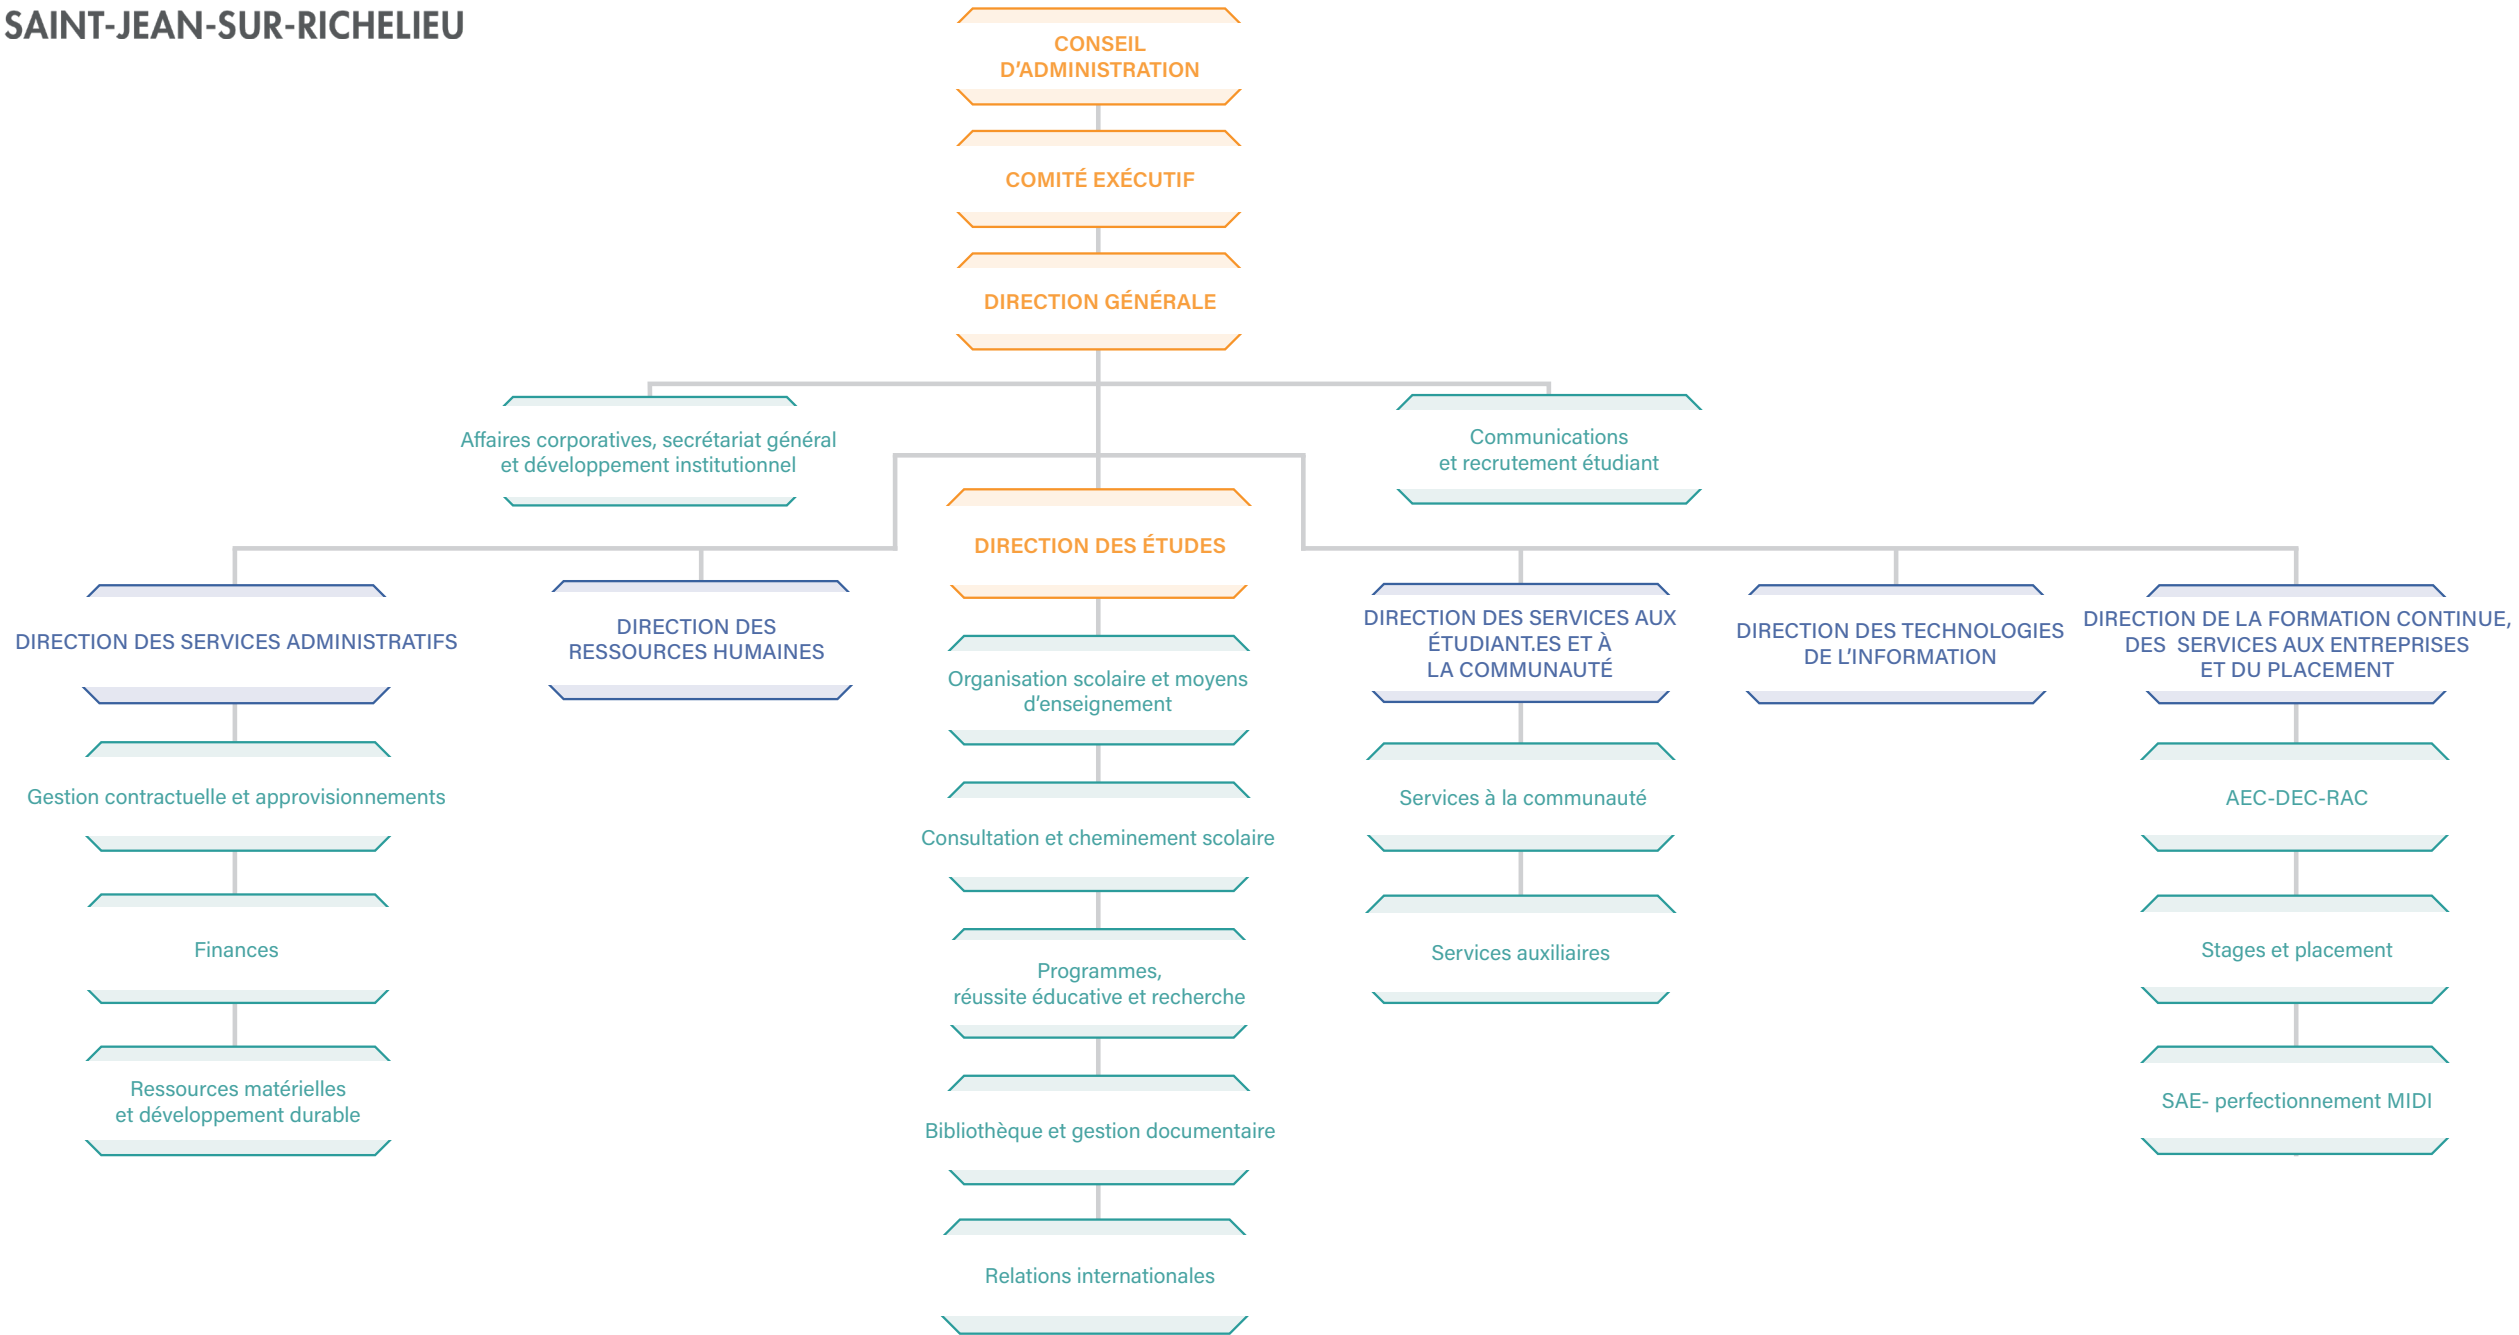 SAINT-JEAN-SUR-RICHELIEU
CONSEIL
D'ADMINISTRATION
COMITÉ EXÉCUTIF
DIRECTION GÉNÉRALE
Affaires corporatives, secrétariat général
et développement institutionnel
Communications
et recrutement étudiant
DIRECTION DES ÉTUDES
DIRECTION DES SERVICES ADMINISTRATIFS
DIRECTION DES
RESSOURCES HUMAINES
DIRECTION DES SERVICES AUX
ÉTUDIANT.ES ET À
LA COMMUNAUTÉ
DIRECTION DES TECHNOLOGIES
DE L'INFORMATION
DIRECTION DE LA FORMATION CONTINUE,
DES  SERVICES AUX ENTREPRISES
ET DU PLACEMENT
Gestion contractuelle et approvisionnements
Finances
Ressources matérielles
et développement durable
Organisation scolaire et moyens
d'enseignement
Consultation et cheminement scolaire
Programmes,
réussite éducative et recherche
Bibliothèque et gestion documentaire
Relations internationales
Services à la communauté
Services auxiliaires
AEC-DEC-RAC
Stages et placement
SAE- perfectionnement MIDI